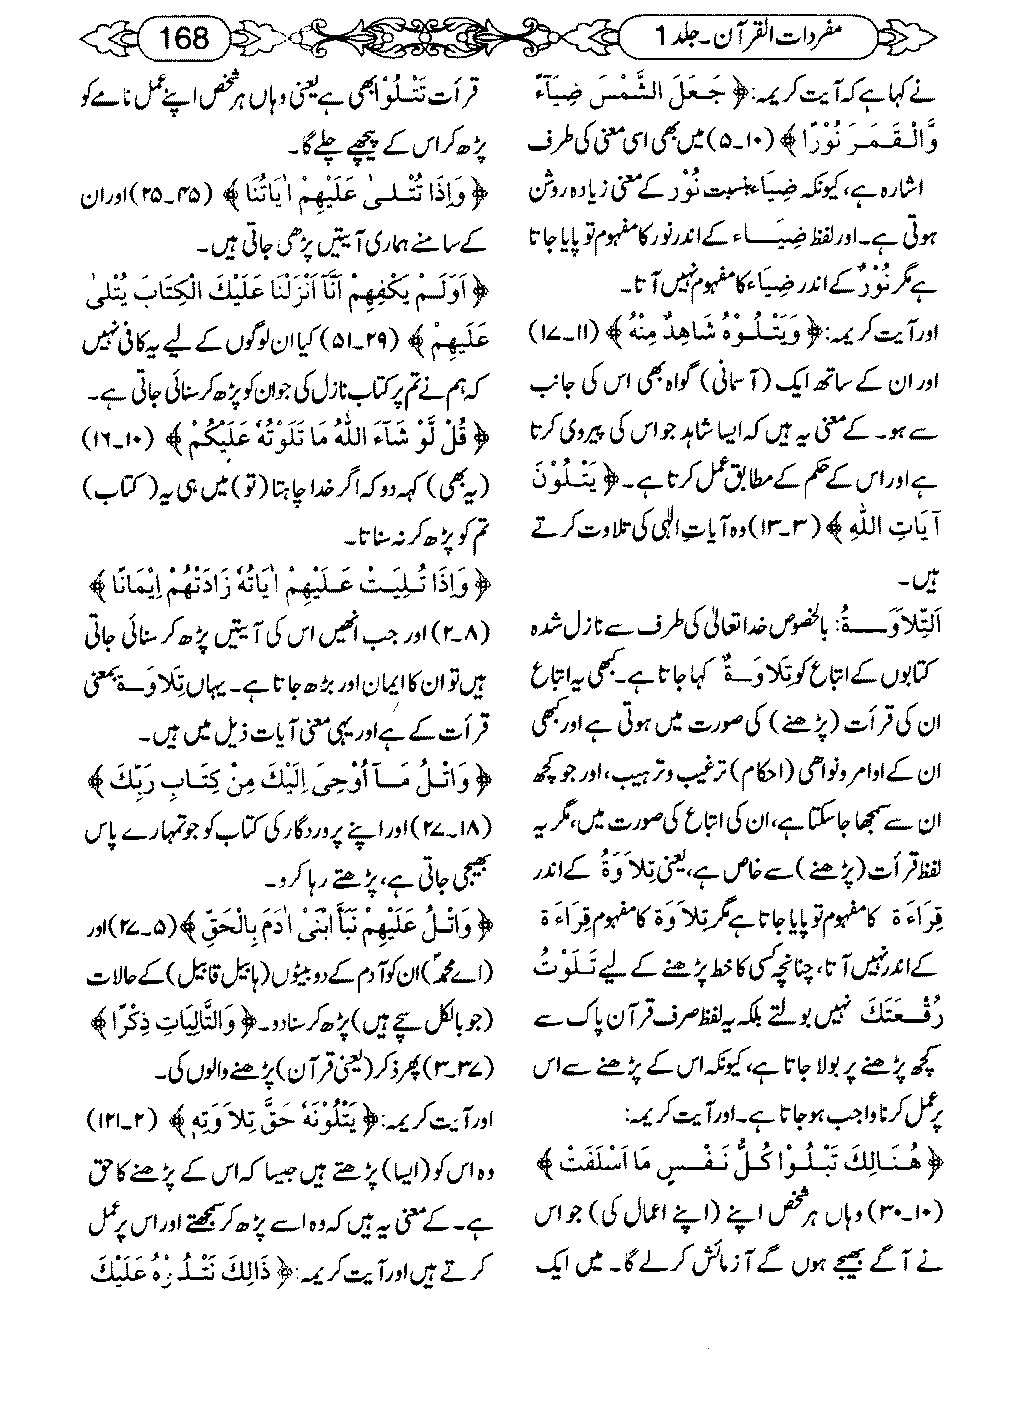 مفردات القرآن۔جلد 1
168
نے کہا ہے کہ آیت کریمہ:﴿ جَعَلَ الشَّمْسَ ضِيَآءً
وَّالْقَمَرَ نُوْرًا ﴾ (۱۰۔۵) میں بھی اسی معنی کی طرف
اشارہ ہے، کیونکہ ضِیَاء بنسبت نُوْر کے معنی زیادہ روشن
ہوتی ہے۔ اور لفظ ضِیَــاء کے اندر نور کا مفہوم تو پایا جاتا
ہے مگر نُوْرٌ کے اندر ضِیَاء کا مفہوم نہیں آتا۔
اور آیت کریمہ:﴿ وَيَتْلُوْهُ شَاهِدٌ مِنْهُ ﴾ (۱۱۔۱۷)
اور ان کے ساتھ ایک (آسمانی) گواہ بھی اس کی جانب
سے ہو۔ کے معنی یہ ہیں کہ ایسا شاہد جو اس کی پیروی کرتا
ہے اور اس کے حکم کے مطابق عمل کرتا ہے۔ ﴿ يَتْلُوْنَ
آيَاتِ اللّٰهِ ﴾ (۳۔۱۳) وہ آیاتِ الٰہی کی تلاوت کرتے
ہیں۔
اَلتِّلاَوَــةُ: بالخصوص خدا تعالیٰ کی طرف سے نازل شدہ
کتابوں کے اتباع کو تِلَاوَــةٌ کہا جاتا ہے۔ کبھی یہ اتباع
ان کی قرأت (پڑھنے) کی صورت میں ہوتی ہے اور کبھی
ان کے اوامر ونواھی (احکام) ترغیب وترہیب، اور جو کچھ
ان سے سمجھا جاسکتا ہے، ان کی اتباع کی صورت میں، مگر یہ
لفظ قرأت (پڑھنے) سے خاص ہے، یعنی تِلاَوَةُ کے اندر
قِرَاءَة کا مفہوم تو پایا جاتا ہے مگر تِلَاوَة کا مفہوم قِرَاءَة
کے اندر نہیں آتا، چنانچہ کسی کا خط پڑھنے کے لیے تَلَوْتُ
رُقْعَتَكَ نہیں بولتے بلکہ یہ لفظ صرف قرآن پاک سے
کچھ پڑھنے پر بولا جاتا ہے، کیونکہ اس کے پڑھنے سے اس
پر عمل کرنا واجب ہوجاتا ہے۔ اور آیت کریمہ:
﴿ هُنَالِكَ تَبْلُوْا كُلُّ نَفْسٍ مَا اَسْلَفَتْ ﴾
(۱۰۔۳۰) وہاں ہر شخص اپنے (اپنے اعمال کی) جو اس
نے آگے بھیجے ہوں گے آزمائش کرلے گا۔ میں ایک
قرأت تَتْلُوْا بھی ہے یعنی وہاں ہر شخص اپنے عمل نامے کو
پڑھ کر اس کے پیچھے چلے گا۔
﴿ وَاِذَا تُتْلىٰ عَلَيْهِمْ اٰيَاتُنَا ﴾ (۴۵۔۲۵) اور ان
کے سامنے ہماری آیتیں پڑھی جاتی ہیں۔
﴿ اَوَلَمْ يَكْفِهِمْ اَنَّآ اَنْزَلْنَا عَلَيْكَ الْكِتَابَ يُتْلىٰ
عَلَيْهِمْ ﴾ (۲۹۔۵۱) کیا ان لوگوں کے لیے یہ کافی نہیں
کہ ہم نے تم پر کتاب نازل کی جو ان کو پڑھ کر سنائی جاتی ہے۔
﴿ قُلْ لَّوْ شَآءَ اللّٰهُ مَا تَلَوْتُهٗ عَلَيْكُمْ ﴾ (۱۰۔۱۶)
(یہ بھی) کہہ دو کہ اگر خدا چاہتا (تو) میں ہی یہ (کتاب)
تم کو پڑھ کر نہ سناتا۔
﴿ وَاِذَا تُلِيَتْ عَلَيْهِمْ اٰيَاتُهٗ زَادَتْهُمْ اِيْمَانًا ﴾
(۸۔۲) اور جب انھیں اس کی آیتیں پڑھ کر سنائی جاتی
ہیں تو ان کا ایمان اور بڑھ جاتا ہے۔ یہاں تِلَاوَــة بمعنی
قرأت کے ہے اور یہی معنی آیات ذیل میں ہیں۔
﴿ وَاتْلُ مَــآ اُوْحِيَ اِلَيْكَ مِنْ كِتَابِ رَبِّكَ ﴾
(۱۸۔۲۷) اور اپنے پروردگار کی کتاب کو جو تمہارے پاس
بھیجی جاتی ہے، پڑھتے رہا کرو۔
﴿ وَاتْلُ عَلَيْهِمْ نَبَاَ ابْنَيْ اٰدَمَ بِالْحَقِّ ﴾ (۵۔۲۷) اور
(اے محمدؐ) ان کو آدم کے دو بیٹوں (ہابیل قابیل) کے حالات
(جو بالکل سچے ہیں) پڑھ کر سنا دو۔ ﴿ وَالتَّالِيَاتِ ذِكْرًا ﴾
(۳۷۔۳) پھر ذکر (یعنی قرآن) پڑھنے والوں کی۔
اور آیت کریمہ:﴿ يَتْلُوْنَهٗ حَقَّ تِلَاوَتِهٖ ﴾ (۲۔۱۲۱)
وہ اس کو (ایسا) پڑھتے ہیں جیسا کہ اس کے پڑھنے کا حق
ہے۔ کے معنی یہ ہیں کہ وہ اسے پڑھ کر سمجھتے اور اس پر عمل
کرتے ہیں اور آیت کریمہ:﴿ ذَالِكَ نَتْلُوْهُ عَلَيْكَ